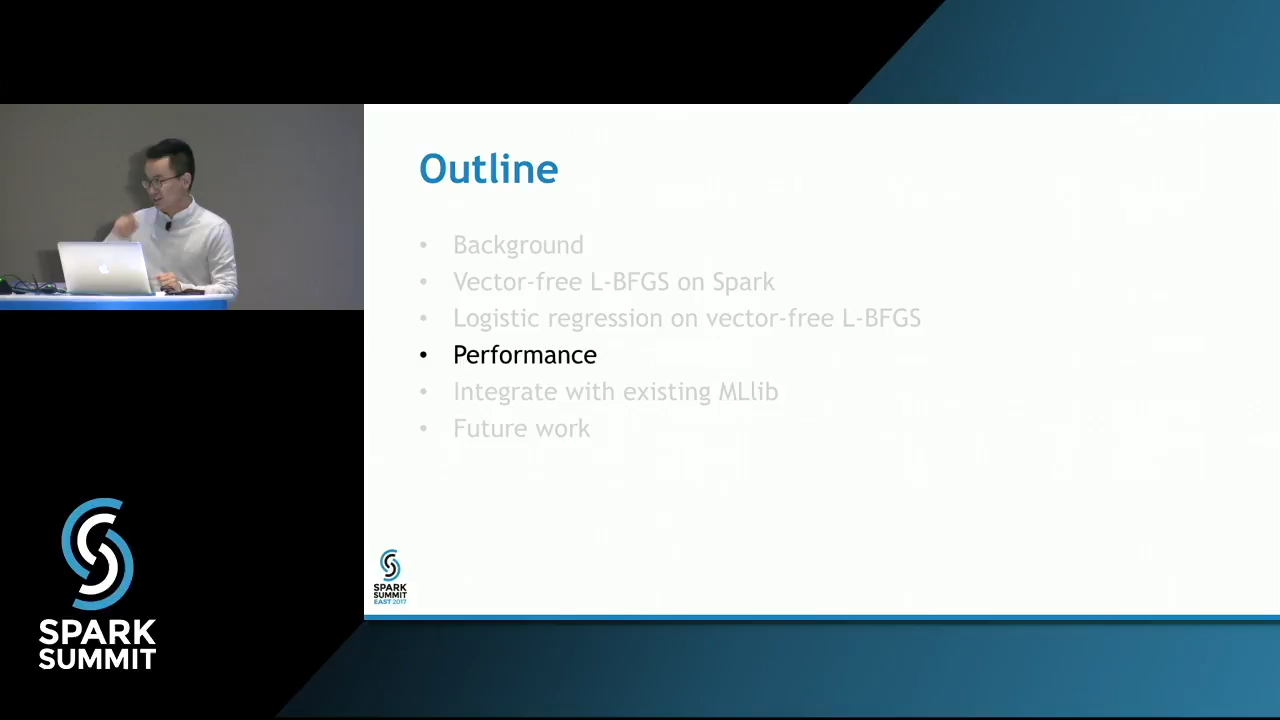 Outline
• Background
• Vector-free L-BFGS on Spark
• Logistic regression on vector-free L-BFGS
• Performance
• Integrate with existing MLlib
• Future work
SPARK
SUMMIT
EAST 2017
SPARK
SUMMIT